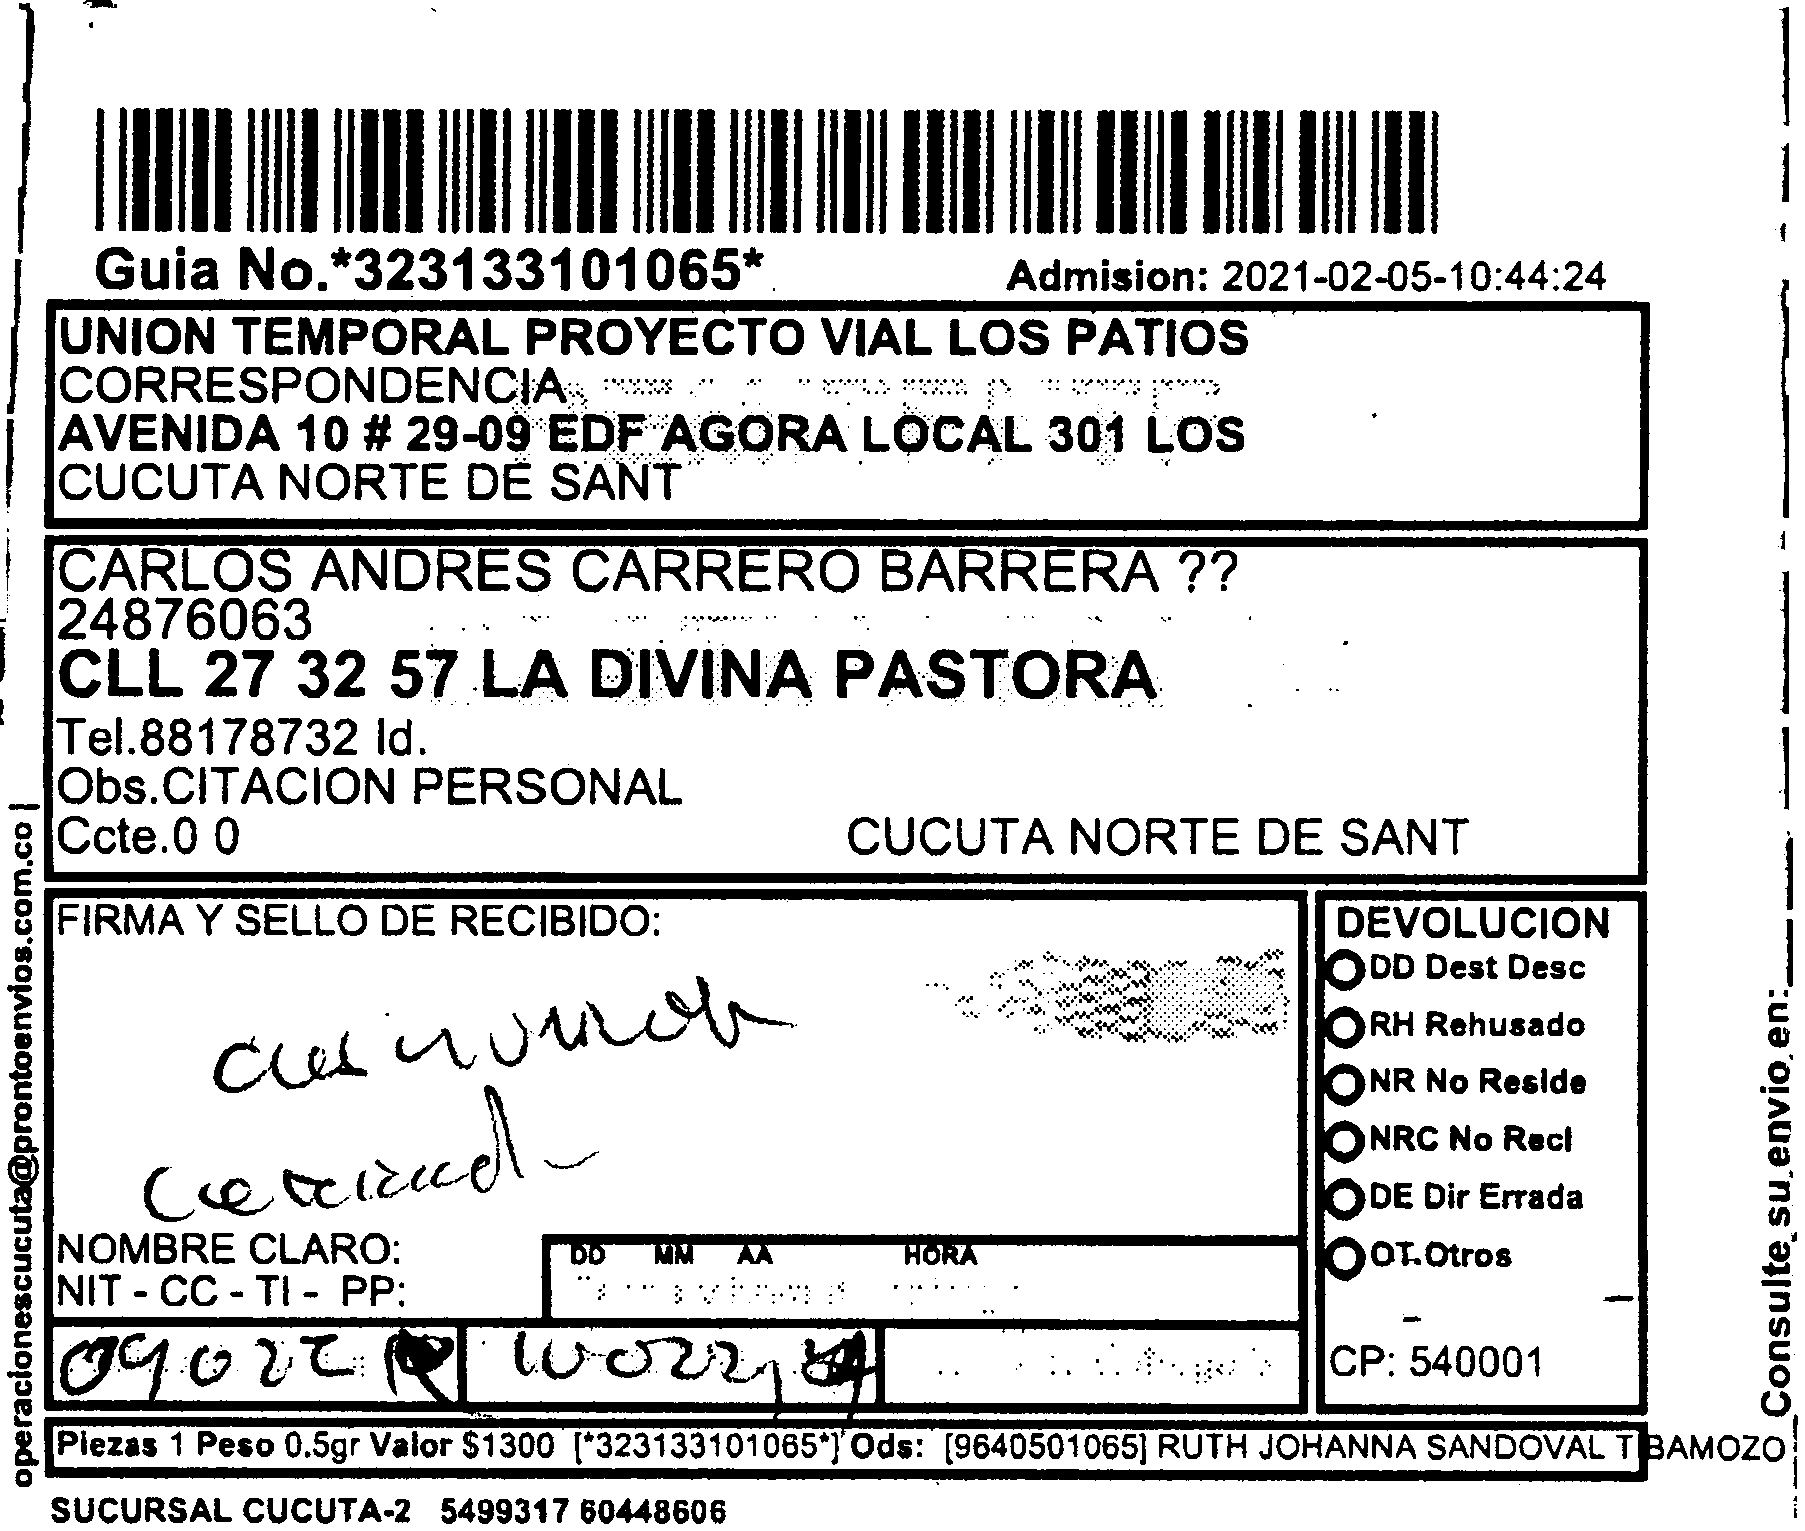 Guia No.*323133101065*
Admision: 2021-02-05-10:44:24
UNION TEMPORAL PROYECTO VIAL LOS PATIOS
CORRESPONDENCIA
AVENIDA 10 # 29-09 EDF AGORA LOCAL 301 LOS
CUCUTA NORTE DE SANT
CARLOS ANDRES CARRERO BARRERA ??
24876063
CLL 27 32 57 LA DIVINA PASTORA
Tel.88178732 Id.
Obs.CITACION PERSONAL
Ccte.0 0
CUCUTA NORTE DE SANT
FIRMA Y SELLO DE RECIBIDO:
NOMBRE CLARO:
NIT - CC - TI - PP:
DD MM AA HORA
DEVOLUCION
DD Dest Desc
RH Rehusado
NR No Reside
NRC No Recl
DE Dir Errada
OT.Otros
CP: 540001
Piezas 1 Peso 0.5gr Valor $1300 [*323133101065*] Ods: [9640501065] RUTH JOHANNA SANDOVAL TIBAMOZO
SUCURSAL CUCUTA-2 5499317 60448606
operacionescucuta@prontoenvios.com.co |
Consulte su envio en: